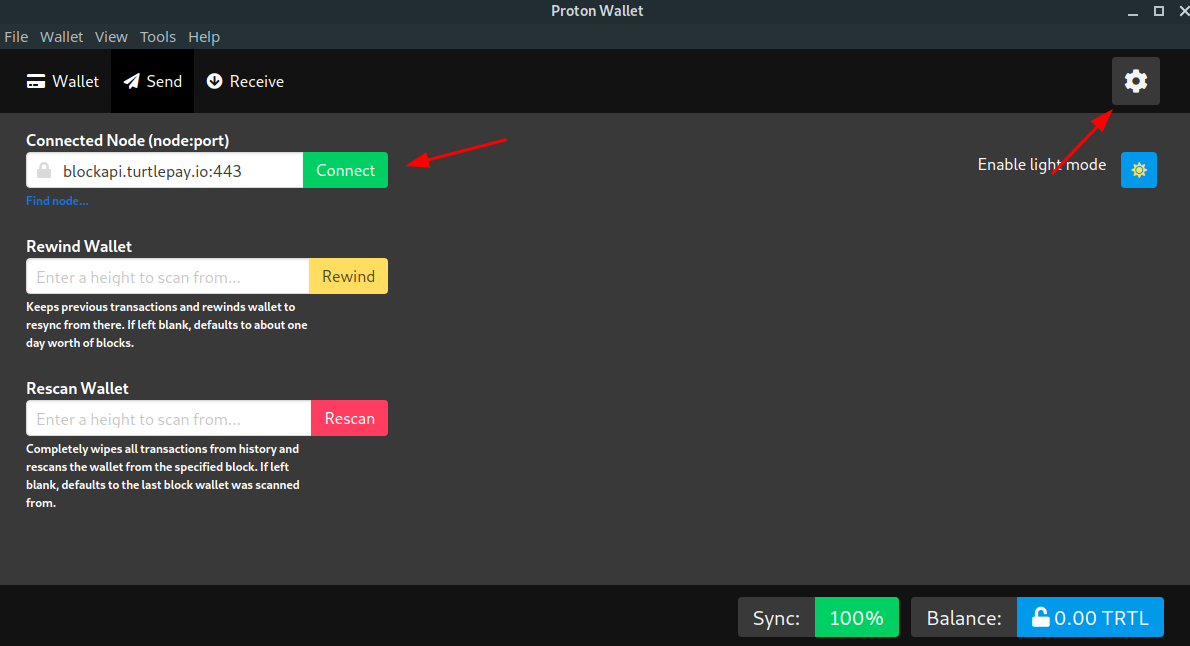 Proton Wallet
File Wallet View Tools Help
Wallet Send Receive
Connected Node (node:port)
blockapi.turtlepay.io:443 Connect
Find node...
Enable light mode
Rewind Wallet
Enter a height to scan from... Rewind
Keeps previous transactions and rewinds wallet to
resync from there. If left blank, defaults to about one
day worth of blocks.
Rescan Wallet
Enter a height to scan from... Rescan
Completely wipes all transactions from history and
rescans the wallet from the specified block. If left
blank, defaults to the last block wallet was scanned
from.
Sync: 100% Balance: 0.00 TRTL